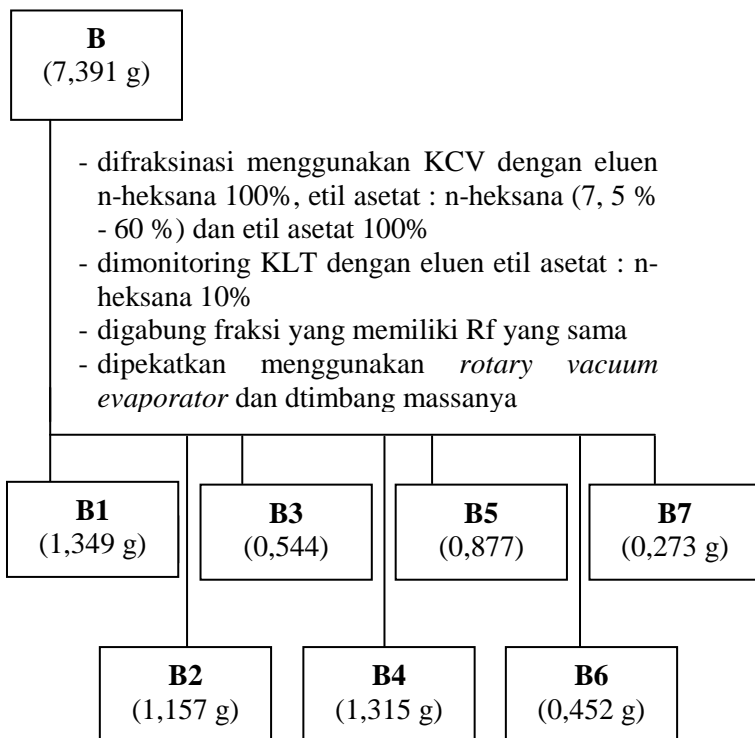 B
(7,391 g)
- difraksinasi menggunakan KCV dengan eluen
n-heksana 100%, etil asetat : n-heksana (7, 5 %
- 60 %) dan etil asetat 100%
- dimonitoring KLT dengan eluen etil asetat : n-
heksana 10%
- digabung fraksi yang memiliki Rf yang sama
- dipekatkan menggunakan rotary vacuum
evaporator dan dtimbang massanya
B1
(1,349 g)
B3
(0,544)
B5
(0,877)
B7
(0,273 g)
B2
(1,157 g)
B4
(1,315 g)
B6
(0,452 g)